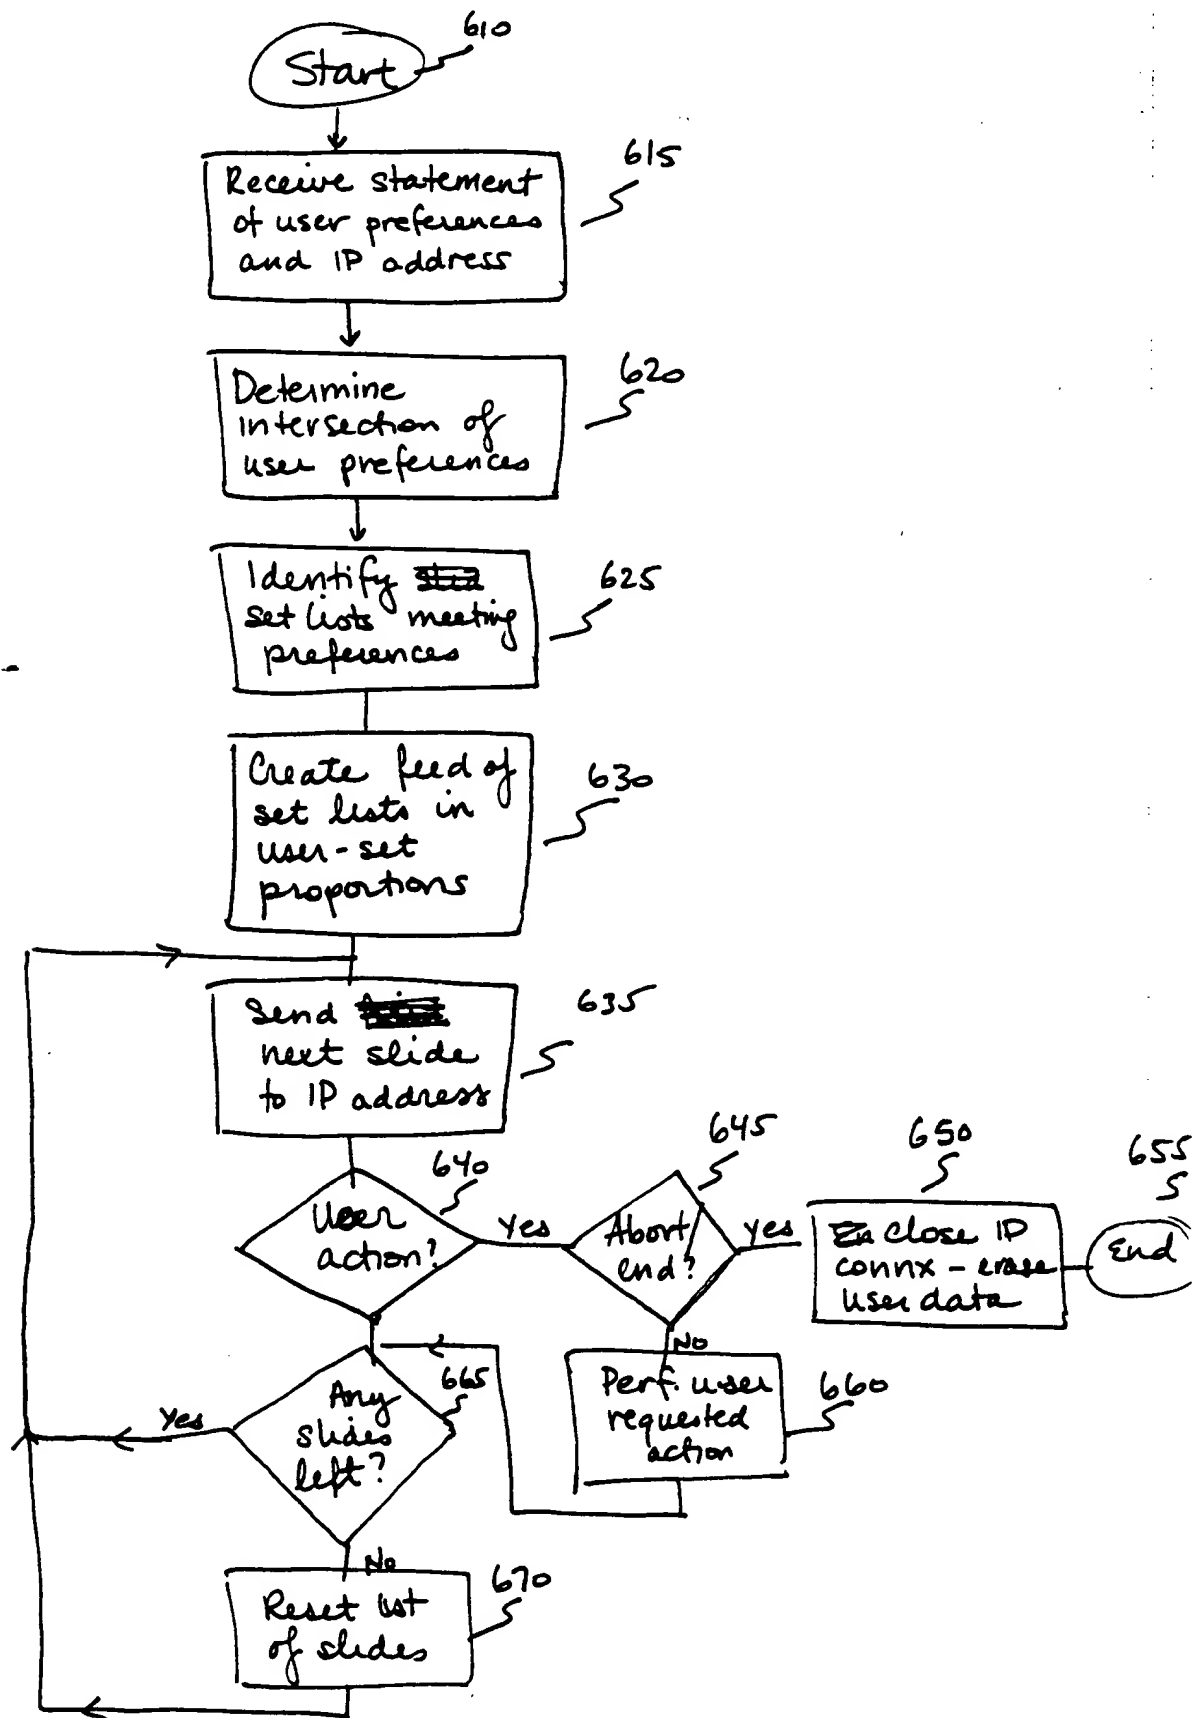 610
Start
615
Receive statement
of user preferences
and IP address
620
Determine
intersection of
user preferences
625
Identify
set lists meeting
preferences
630
Create feed of
set lists in
user-set
proportions
635
Send
next slide
to IP address
640
User
action?
Yes
645
Abort
end?
Yes
650
close IP
connx - erase
user data
655
End
No
660
Perf. user
requested
action
665
Any
slides
left?
Yes
No
670
Reset list
of slides